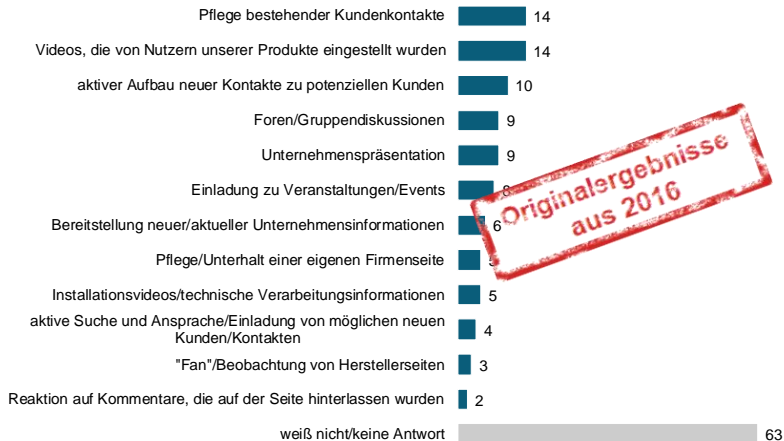 Pflege bestehender Kundenkontakte 14
Videos, die von Nutzern unserer Produkte eingestellt wurden 14
aktiver Aufbau neuer Kontakte zu potenziellen Kunden 10
Foren/Gruppendiskussionen 9
Unternehmenspräsentation 9
Einladung zu Veranstaltungen/Events 8
Bereitstellung neuer/aktueller Unternehmensinformationen 6
Pflege/Unterhalt einer eigenen Firmenseite 5
Installationsvideos/technische Verarbeitungsinformationen 5
aktive Suche und Ansprache/Einladung von möglichen neuen
Kunden/Kontakten 4
"Fan"/Beobachtung von Herstellerseiten 3
Reaktion auf Kommentare, die auf der Seite hinterlassen wurden 2
weiß nicht/keine Antwort 63
Originalergebnisse
aus 2016